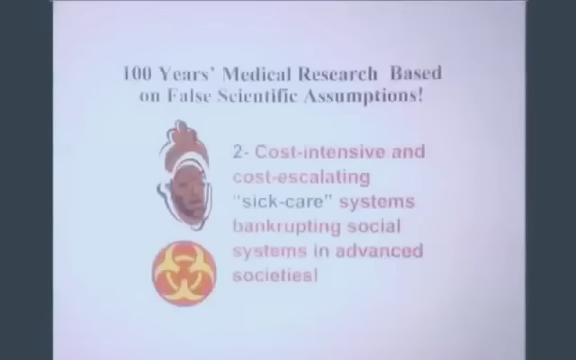 100 Years' Medical Research Based
on False Scientific Assumptions!
2- Cost-intensive and
cost-escalating
"sick-care" systems
bankrupting social
systems in advanced
societies!